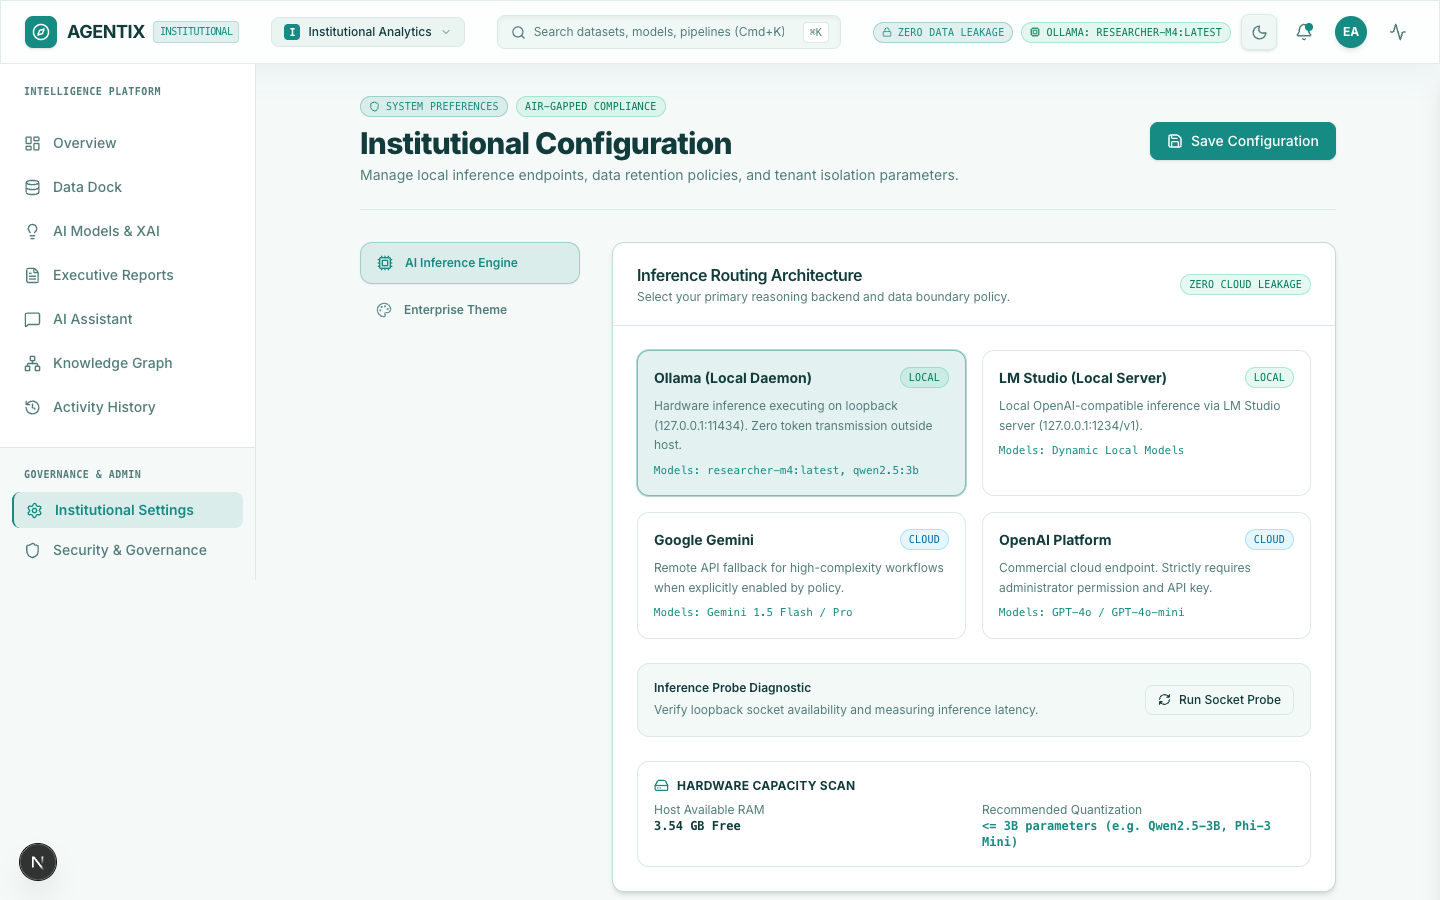 AGENTIX
INSTITUTIONAL
I
Institutional Analytics
Search datasets, models, pipelines (Cmd+K)
⌘K
ZERO DATA LEAKAGE
OLLAMA: RESEARCHER-M4:LATEST
EA
INTELLIGENCE PLATFORM
Overview
Data Dock
AI Models & XAI
Executive Reports
AI Assistant
Knowledge Graph
Activity History
GOVERNANCE & ADMIN
Institutional Settings
Security & Governance
N
SYSTEM PREFERENCES
AIR-GAPPED COMPLIANCE
Institutional Configuration
Manage local inference endpoints, data retention policies, and tenant isolation parameters.
Save Configuration
AI Inference Engine
Enterprise Theme
Inference Routing Architecture
Select your primary reasoning backend and data boundary policy.
ZERO CLOUD LEAKAGE
Ollama (Local Daemon)
LOCAL
Hardware inference executing on loopback
(127.0.0.1:11434). Zero token transmission outside
host.
Models: researcher-m4:latest, qwen2.5:3b
LM Studio (Local Server)
LOCAL
Local OpenAI-compatible inference via LM Studio
server (127.0.0.1:1234/v1).
Models: Dynamic Local Models
Google Gemini
CLOUD
Remote API fallback for high-complexity workflows
when explicitly enabled by policy.
Models: Gemini 1.5 Flash / Pro
OpenAI Platform
CLOUD
Commercial cloud endpoint. Strictly requires
administrator permission and API key.
Models: GPT-4o / GPT-4o-mini
Inference Probe Diagnostic
Verify loopback socket availability and measuring inference latency.
Run Socket Probe
HARDWARE CAPACITY SCAN
Host Available RAM
3.54 GB Free
Recommended Quantization
<= 3B parameters (e.g. Qwen2.5-3B, Phi-3
Mini)